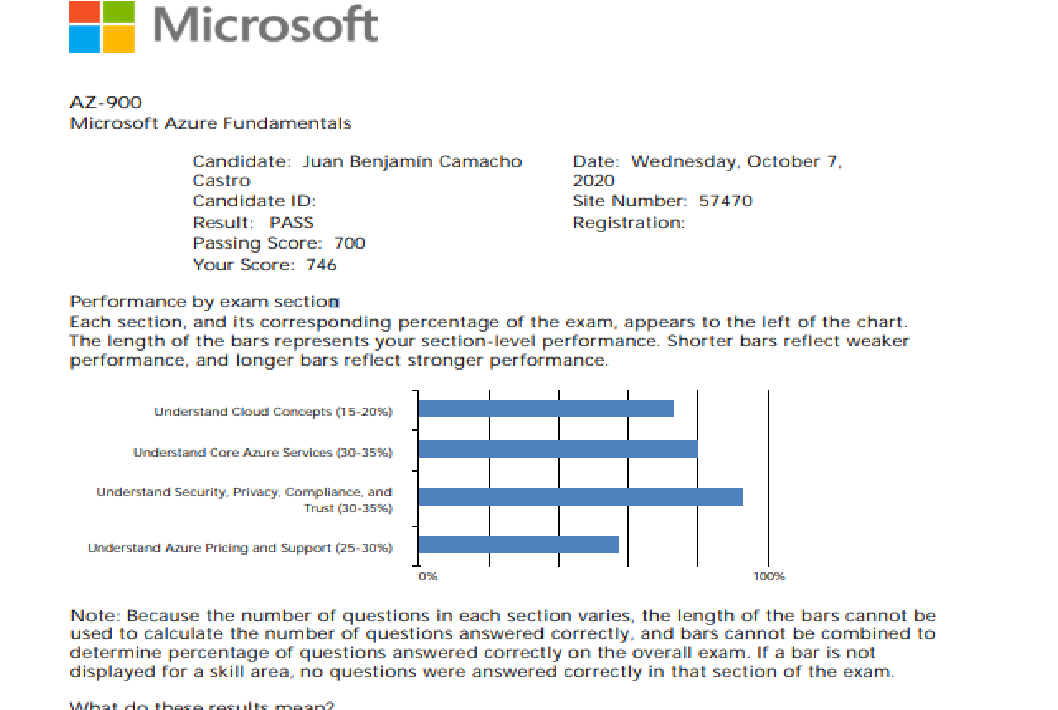 Microsoft
AZ-900
Microsoft Azure Fundamentals
Candidate: Juan Benjamín Camacho
Castro
Candidate ID:
Result: PASS
Passing Score: 700
Your Score: 746
Date: Wednesday, October 7,
2020
Site Number: 57470
Registration:
Performance by exam section
Each section, and its corresponding percentage of the exam, appears to the left of the chart.
The length of the bars represents your section-level performance. Shorter bars reflect weaker
performance, and longer bars reflect stronger performance.
Understand Cloud Concepts (15-20%)
Understand Core Azure Services (30-35%)
Understand Security, Privacy, Compliance, and
Trust (30-35%)
Understand Azure Pricing and Support (25-30%)
0%
100%
Note: Because the number of questions in each section varies, the length of the bars cannot be
used to calculate the number of questions answered correctly, and bars cannot be combined to
determine percentage of questions answered correctly on the overall exam. If a bar is not
displayed for a skill area, no questions were answered correctly in that section of the exam.
What do these results mean?